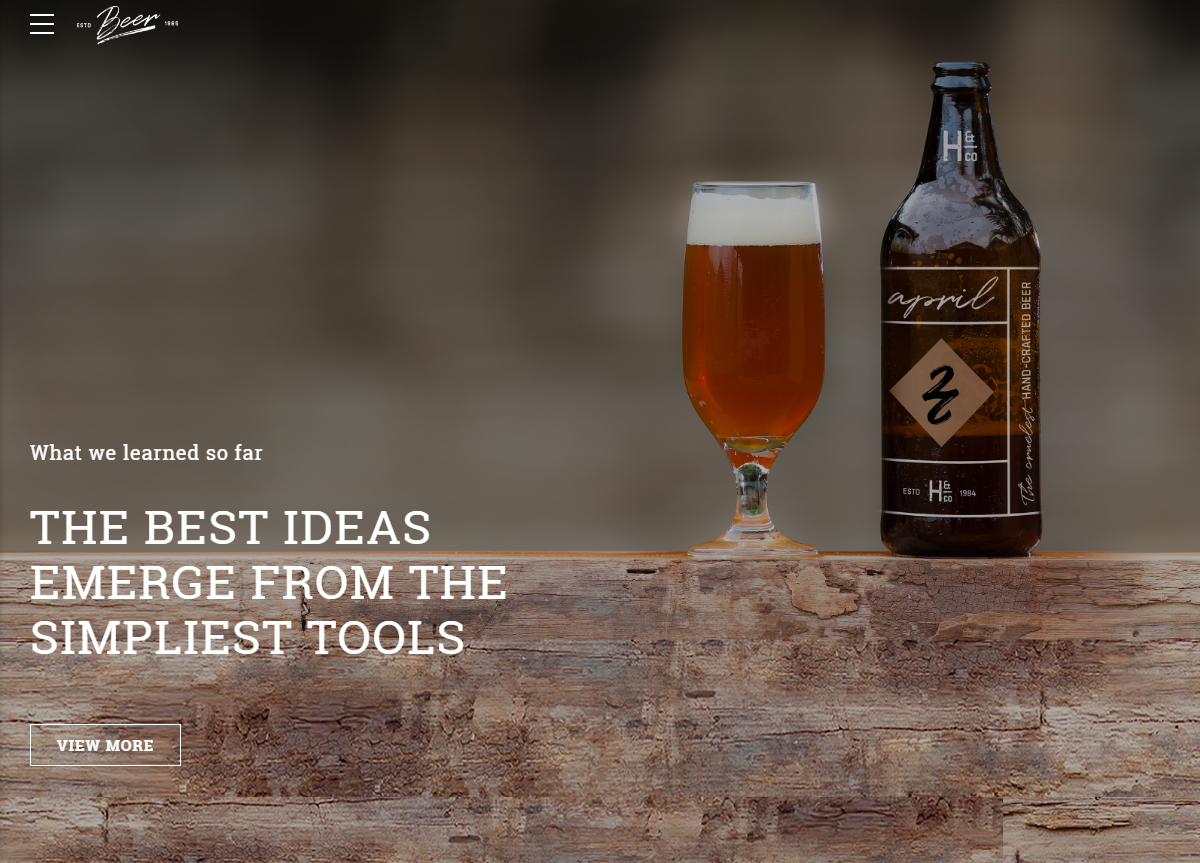 ESTD Beer 1986
H&CO
april
The cruelest HAND-CRAFTED BEER
ESTD H&CO 1984
What we learned so far
THE BEST IDEAS
EMERGE FROM THE
SIMPLIEST TOOLS
VIEW MORE